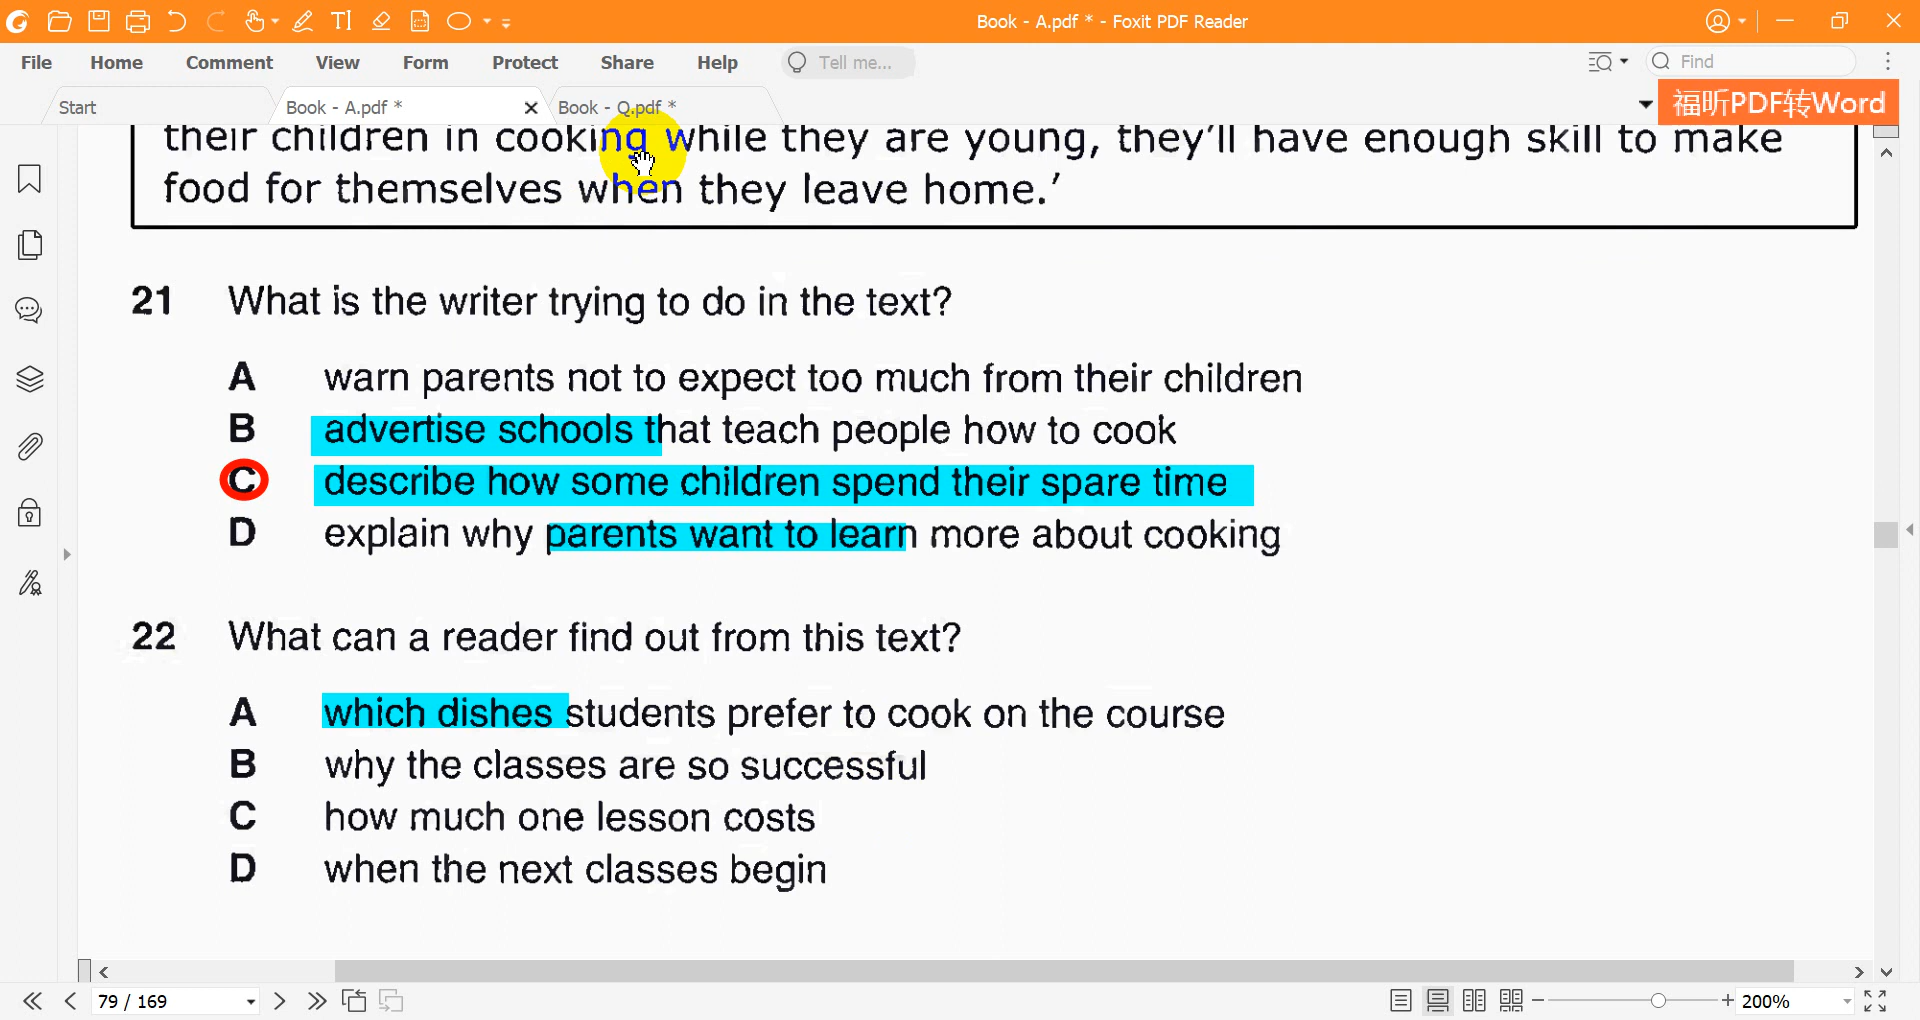 Book - A.pdf * - Foxit PDF Reader
File Home Comment View Form Protect Share Help Tell me... Find
Start Book - A.pdf * Book - Q.pdf * 福昕PDF转Word
their children in cooking while they are young, they'll have enough skill to make
food for themselves when they leave home.'
21 What is the writer trying to do in the text?
A warn parents not to expect too much from their children
B advertise schools that teach people how to cook
C describe how some children spend their spare time
D explain why parents want to learn more about cooking
22 What can a reader find out from this text?
A which dishes students prefer to cook on the course
B why the classes are so successful
C how much one lesson costs
D when the next classes begin
79 / 169 200%